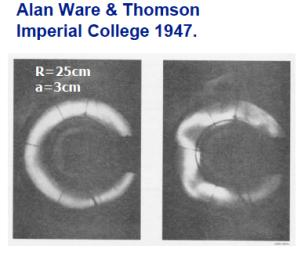 Alan Ware & Thomson
Imperial College 1947.
R=25cm
a=3cm